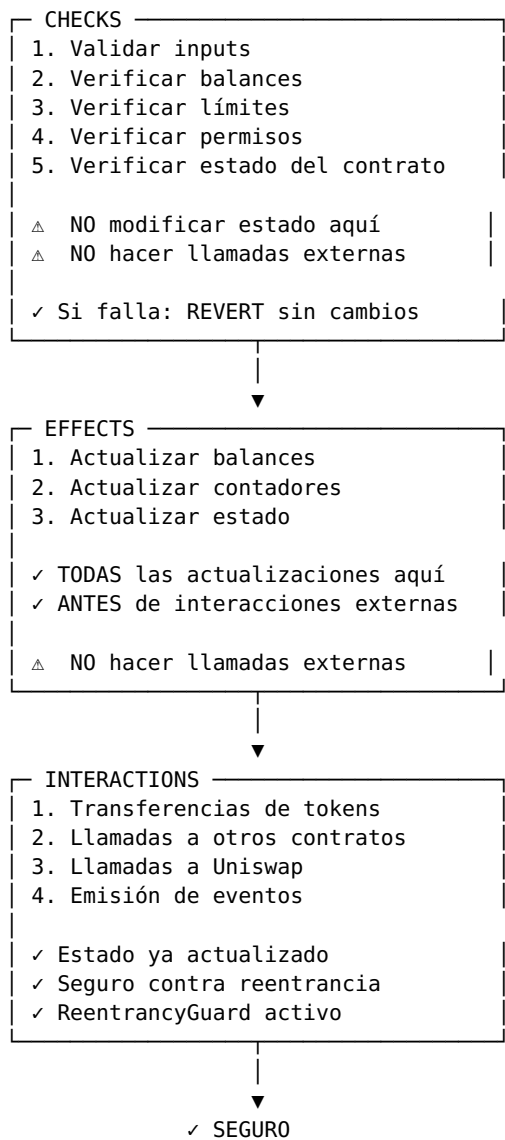 CHECKS
1. Validar inputs
2. Verificar balances
3. Verificar límites
4. Verificar permisos
5. Verificar estado del contrato
⚠ NO modificar estado aquí
⚠ NO hacer llamadas externas
✓ Si falla: REVERT sin cambios
EFFECTS
1. Actualizar balances
2. Actualizar contadores
3. Actualizar estado
✓ TODAS las actualizaciones aquí
✓ ANTES de interacciones externas
⚠ NO hacer llamadas externas
INTERACTIONS
1. Transferencias de tokens
2. Llamadas a otros contratos
3. Llamadas a Uniswap
4. Emisión de eventos
✓ Estado ya actualizado
✓ Seguro contra reentrancia
✓ ReentrancyGuard activo
✓ SEGURO